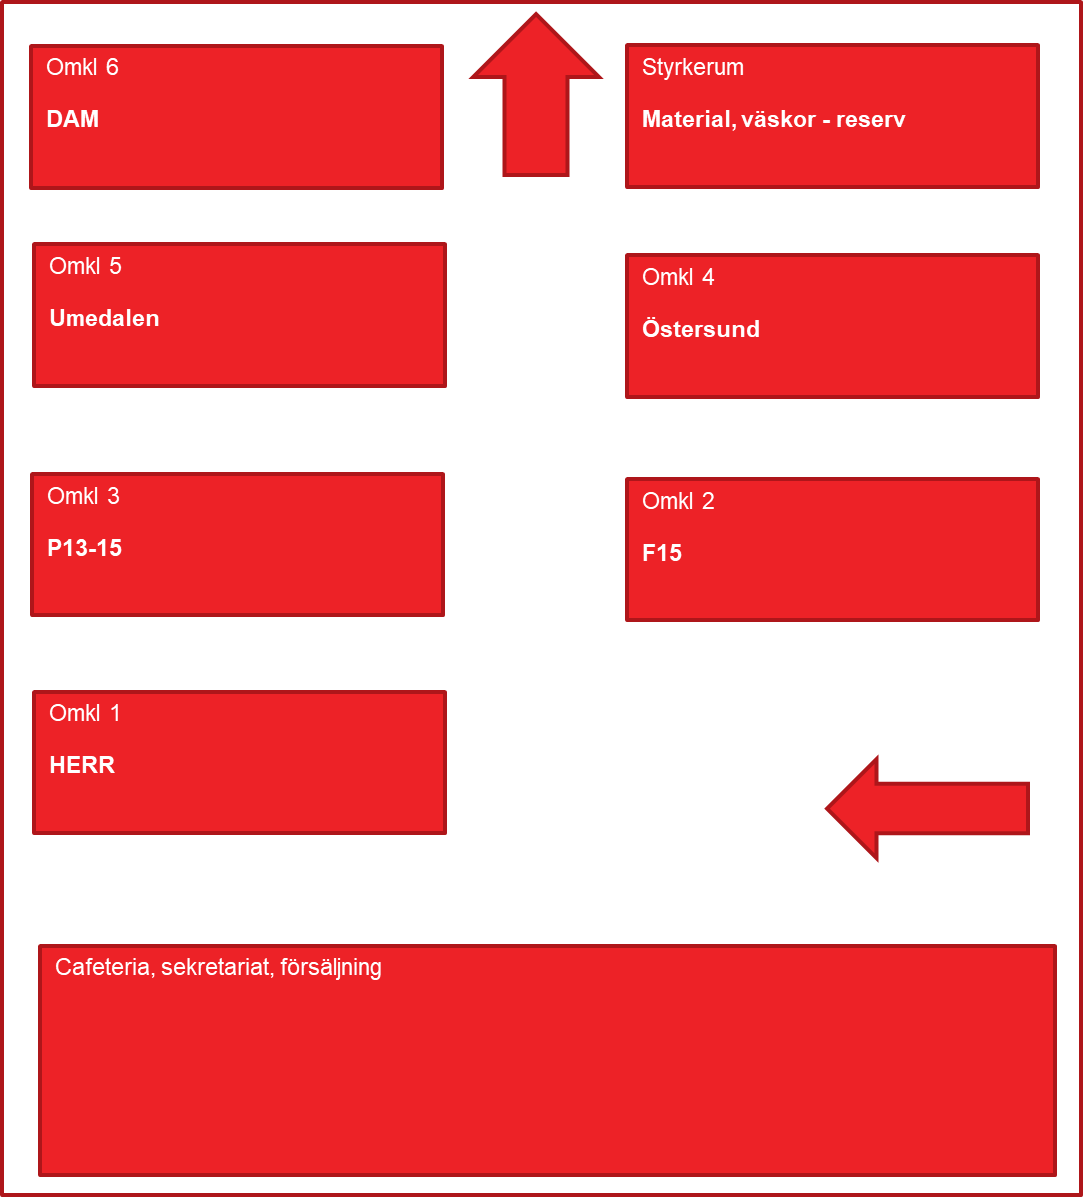 Omkl 6
DAM
Styrkerum
Material, väskor - reserv
Omkl 5
Umedalen
Omkl 4
Östersund
Omkl 3
P13-15
Omkl 2
F15
Omkl 1
HERR
Cafeteria, sekretariat, försäljning